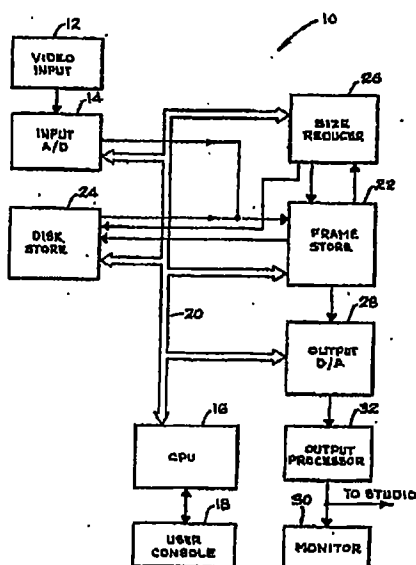 10
12
VIDEO
INPUT
14
INPUT
A/D
24
DISK
STORE
26
SIZE
REDUCER
22
FRAME
STORE
20
28
OUTPUT
D/A
16
CPU
32
OUTPUT
PROCESSOR
TO STUDIO
18
USER
CONSOLE
30
MONITOR